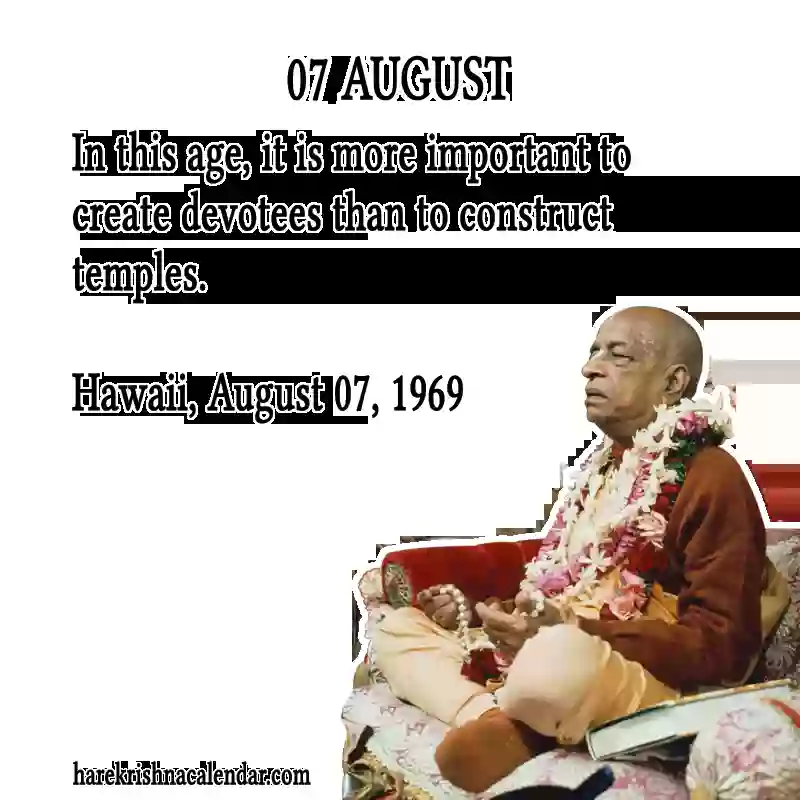 07 AUGUST
In this age, it is more important to
create devotees than to construct
temples.
Hawaii, August 07, 1969
harekrishnacalendar.com